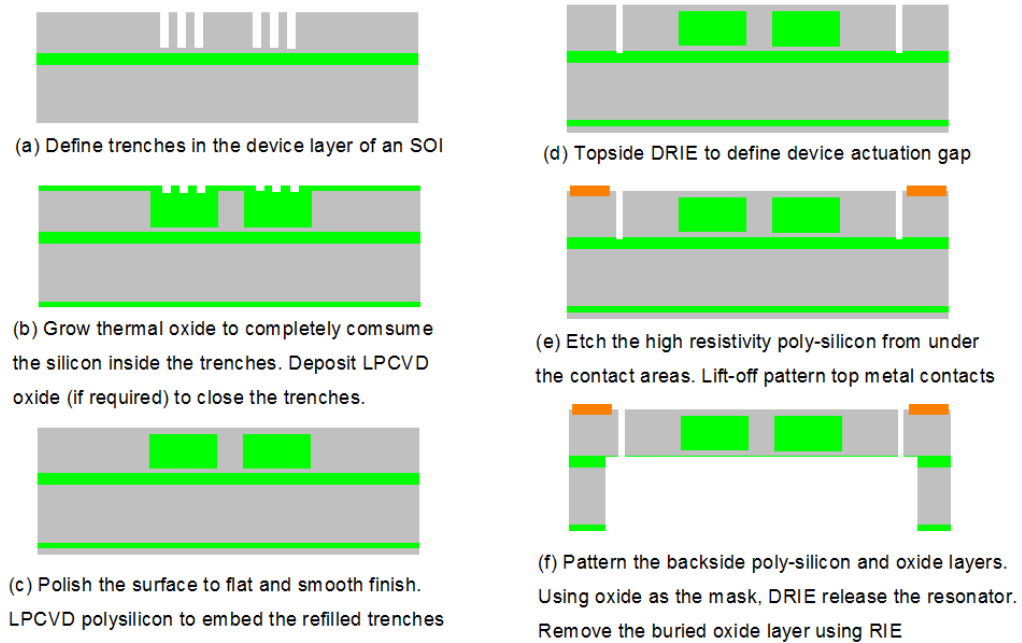 (a) Define trenches in the device layer of an SOI
(b) Grow thermal oxide to completely comsume
the silicon inside the trenches. Deposit LPCVD
oxide (if required) to close the trenches.
(c) Polish the surface to flat and smooth finish.
LPCVD polysilicon to embed the refilled trenches
(d) Topside DRIE to define device actuation gap
(e) Etch the high resistivity poly-silicon from under
the contact areas. Lift-off pattern top metal contacts
(f) Pattern the backside poly-silicon and oxide layers.
Using oxide as the mask, DRIE release the resonator.
Remove the buried oxide layer using RIE